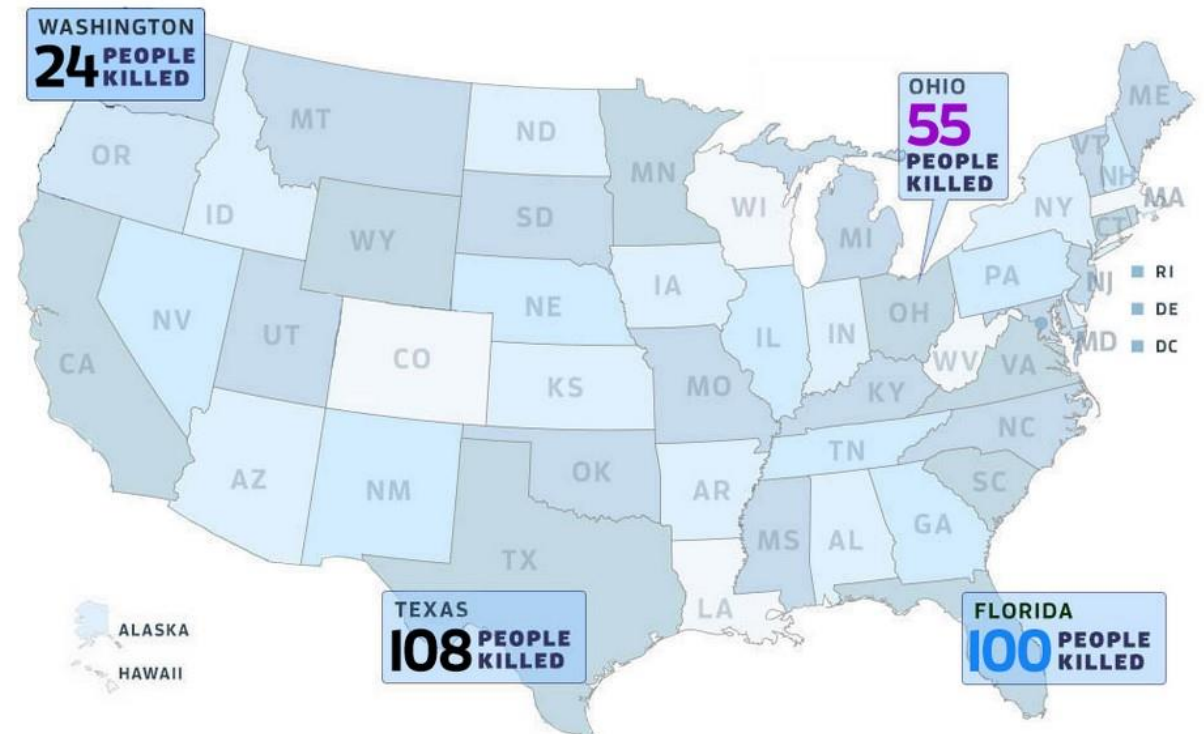 WASHINGTON
24 PEOPLE KILLED
OHIO
55
PEOPLE
KILLED
ME
MT
ND
VT
OR
MN
NH
ID
SD
WI
NY
MA
WY
MI
CT
IA
PA
RI
NE
NJ
NV
OH
DE
UT
IL
IN
MD
DC
CA
CO
WV
VA
KS
MO
KY
NC
TN
AZ
NM
OK
AR
SC
GA
MS
AL
TX
LA
TEXAS
108 PEOPLE KILLED
FLORIDA
100 PEOPLE KILLED
ALASKA
HAWAII